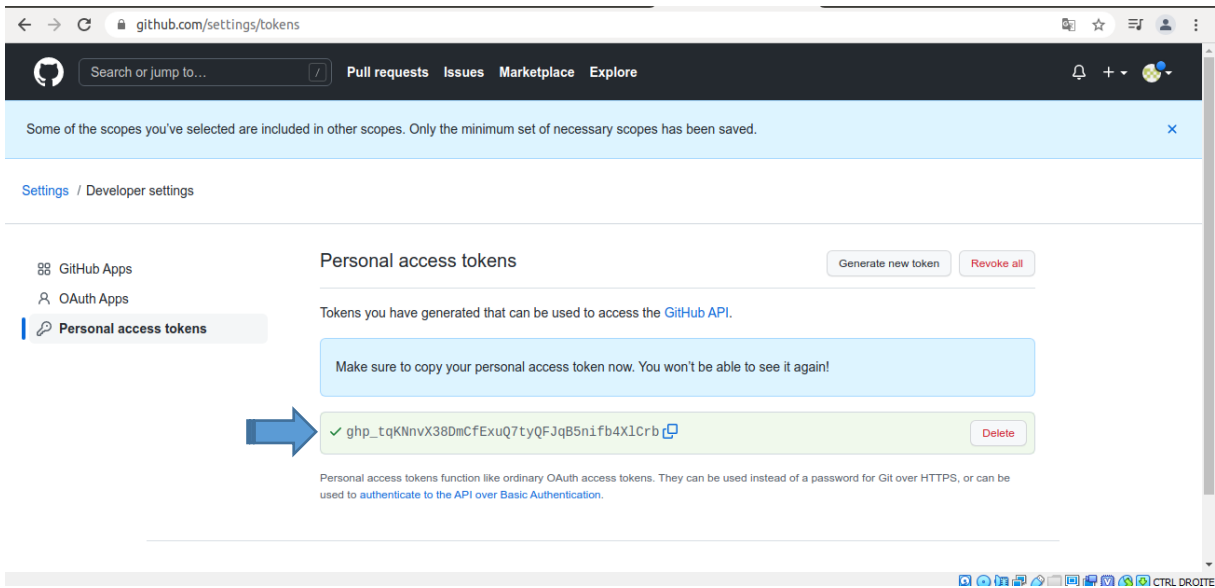 github.com/settings/tokens
Search or jump to...
/
Pull requests Issues Marketplace Explore
Some of the scopes you've selected are included in other scopes. Only the minimum set of necessary scopes has been saved.
Settings / Developer settings
GitHub Apps
OAuth Apps
Personal access tokens
Personal access tokens
Generate new token
Revoke all
Tokens you have generated that can be used to access the GitHub API.
Make sure to copy your personal access token now. You won't be able to see it again!
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
Delete
Personal access tokens function like ordinary OAuth access tokens. They can be used instead of a password for Git over HTTPS, or can be
used to authenticate to the API over Basic Authentication.
CTRL DROITE